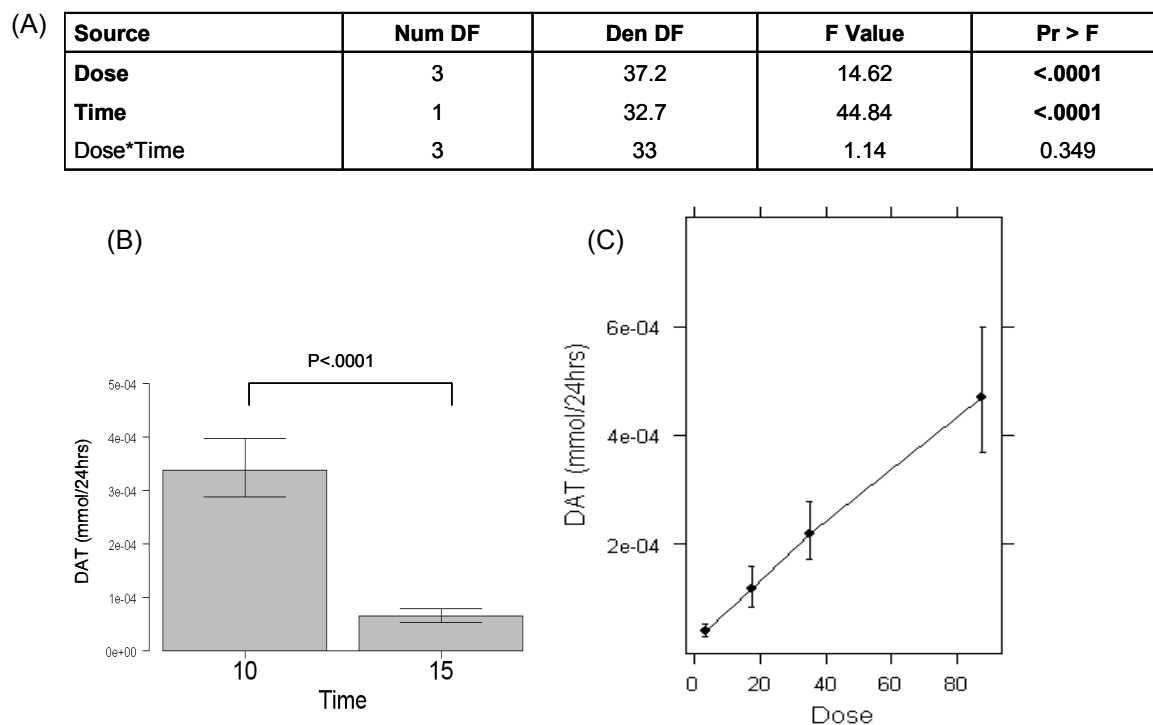 (A)
Source Num DF Den DF F Value Pr > F
Dose 3 37.2 14.62 <.0001
Time 1 32.7 44.84 <.0001
Dose*Time 3 33 1.14 0.349
(B)
P<.0001
5e-04
4e-04
3e-04
2e-04
1e-04
0e+00
DAT (mmol/24hrs)
10 15
Time
(C)
6e-04
4e-04
2e-04
DAT (mmol/24hrs)
0 20 40 60 80
Dose